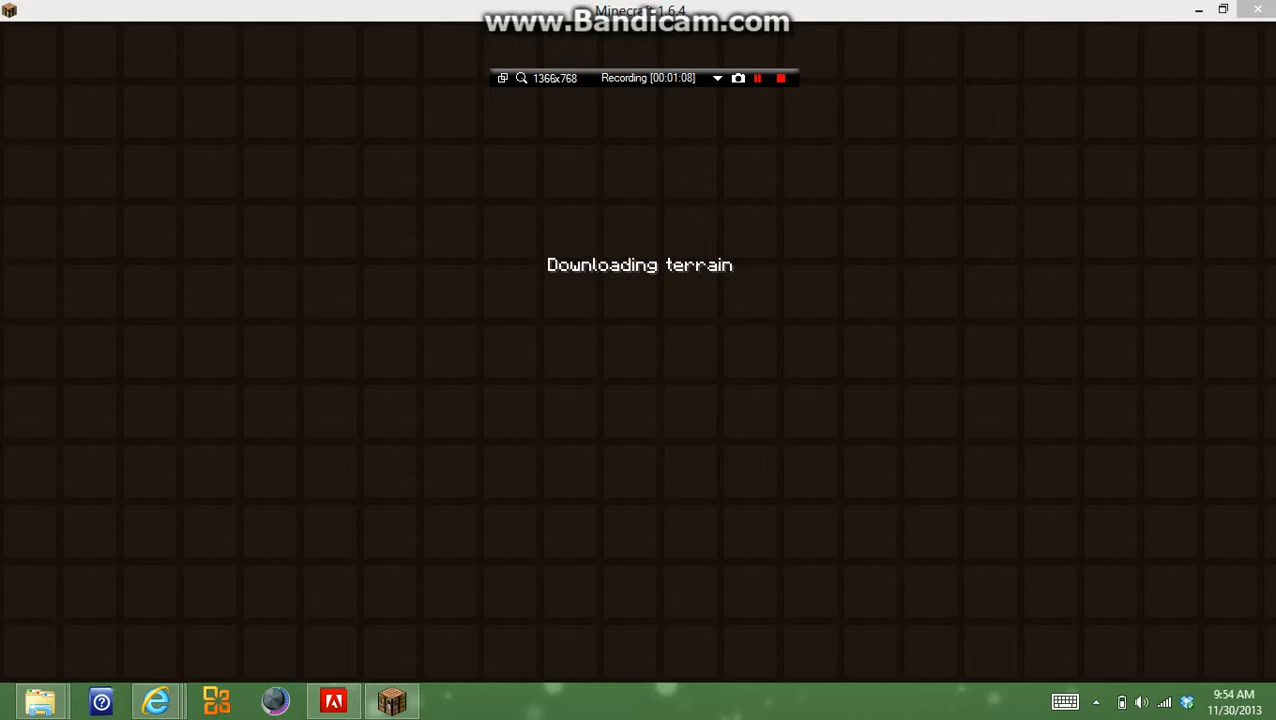 Minecraft 1.6.4
www.Bandicam.com
1366x768 Recording [00:01:08]
Downloading terrain
9:54 AM
11/30/2013